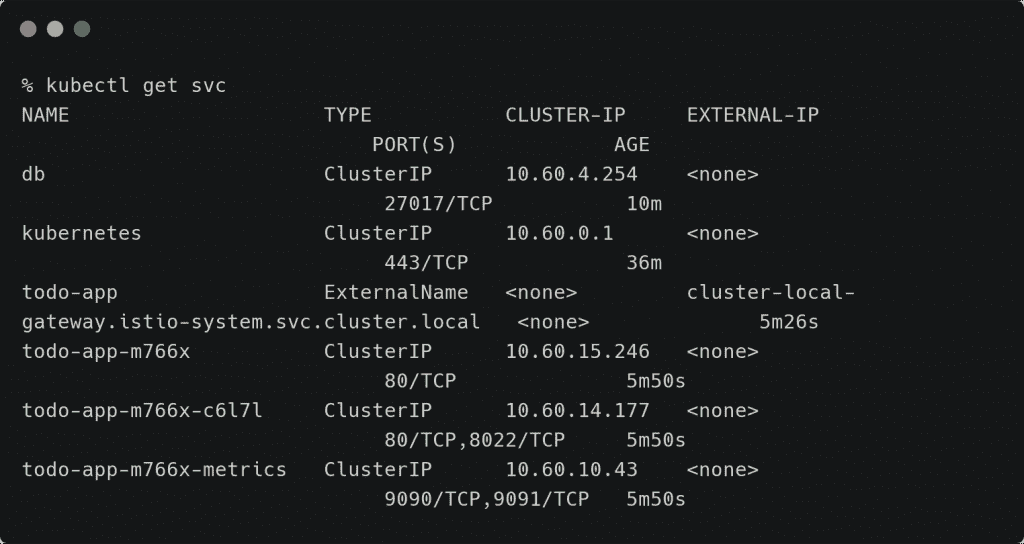 % kubectl get svc
NAME                     TYPE           CLUSTER-IP     EXTERNAL-IP
                             PORT(S)             AGE
db                       ClusterIP      10.60.4.254    <none>
                              27017/TCP           10m
kubernetes               ClusterIP      10.60.0.1      <none>
                              443/TCP             36m
todo-app                 ExternalName   <none>         cluster-local-
gateway.istio-system.svc.cluster.local   <none>              5m26s
todo-app-m766x           ClusterIP      10.60.15.246   <none>
                              80/TCP              5m50s
todo-app-m766x-c6l7l     ClusterIP      10.60.14.177   <none>
                              80/TCP,8022/TCP     5m50s
todo-app-m766x-metrics   ClusterIP      10.60.10.43    <none>
                              9090/TCP,9091/TCP   5m50s